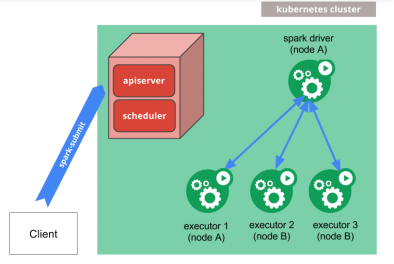 kubernetes cluster
spark driver
(node A)
apiserver
scheduler
spark-submit
Client
executor 1
(node A)
executor 2
(node B)
executor 3
(node B)